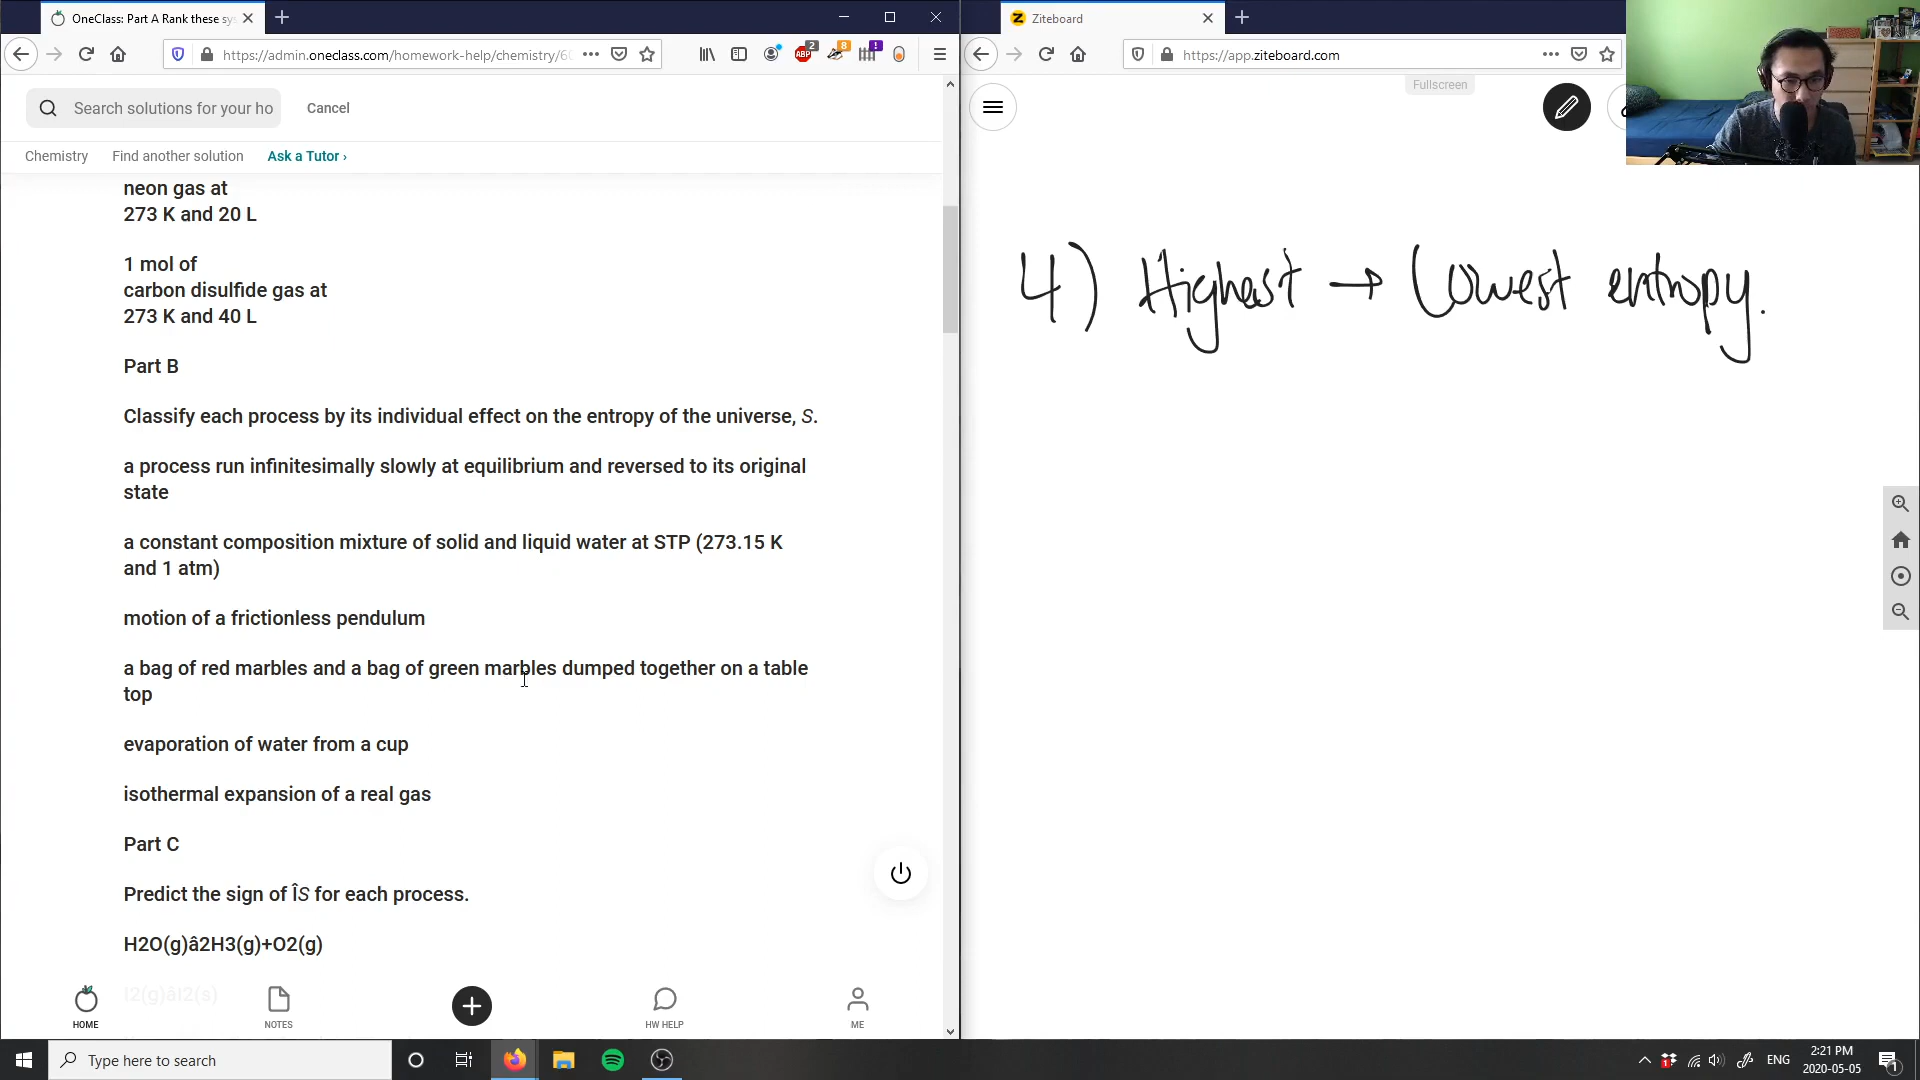 OneClass: Part A Rank these sy
Ziteboard
https://admin.oneclass.com/homework-help/chemistry/60
ABP
2
8
!
https://app.ziteboard.com
Fullscreen
Search solutions for your ho
Cancel
Chemistry
Find another solution
Ask a Tutor ›
neon gas at
273 K and 20 L
1 mol of
carbon disulfide gas at
273 K and 40 L
Part B
Classify each process by its individual effect on the entropy of the universe, S.
a process run infinitesimally slowly at equilibrium and reversed to its original
state
a constant composition mixture of solid and liquid water at STP (273.15 K
and 1 atm)
motion of a frictionless pendulum
a bag of red marbles and a bag of green marbles dumped together on a table
top
evaporation of water from a cup
isothermal expansion of a real gas
Part C
Predict the sign of ÎS for each process.
H2O(g)â2H3(g)+O2(g)
I2(g)âI2(s)
HOME
NOTES
HW HELP
ME
4) Highest → Lowest entropy.
Type here to search
ENG
2:21 PM
2020-05-05
1